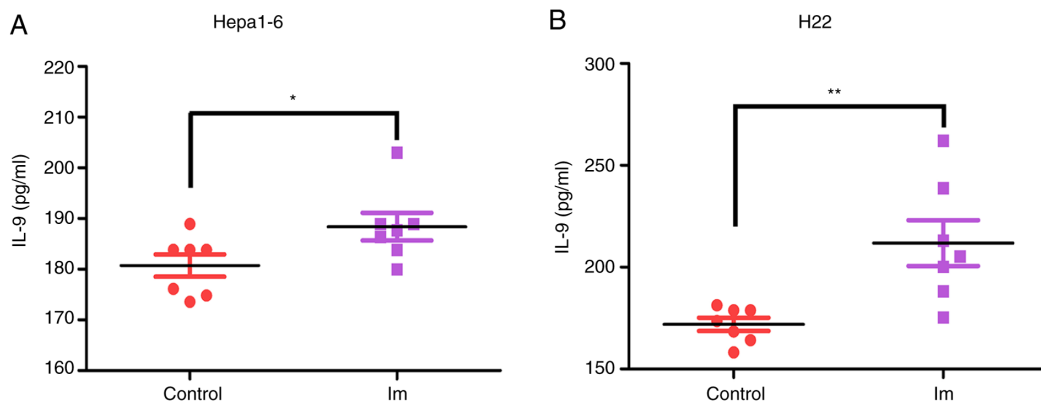 A
Hepa1-6
220
210
200
190
180
170
160
IL-9 (pg/ml)
*
Control
Im
B
H22
300
250
200
150
IL-9 (pg/ml)
**
Control
Im